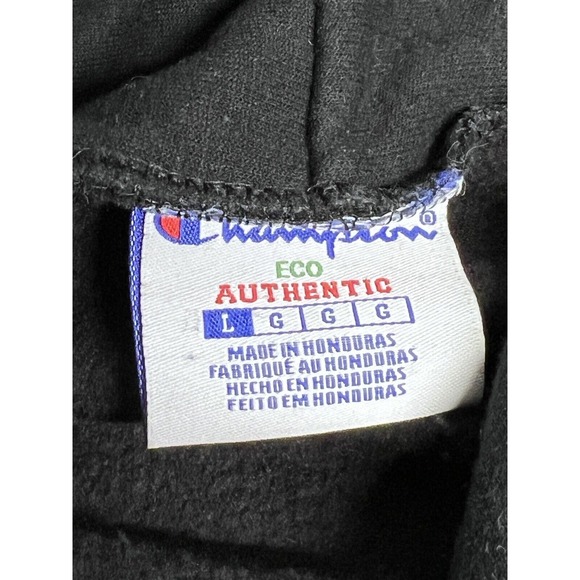 Champion®
ECO
AUTHENTIC
L G G G
MADE IN HONDURAS
FABRIQUÉ AU HONDURAS
HECHO EN HONDURAS
FEITO EM HONDURAS